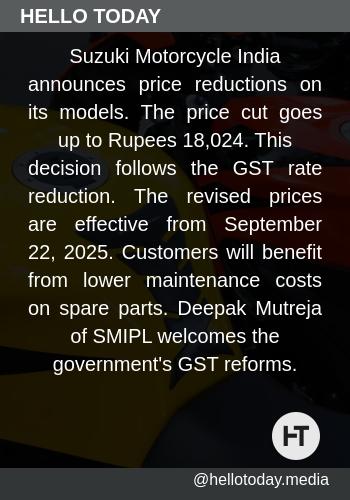 HELLO TODAY
Suzuki Motorcycle India
announces price reductions on
its models. The price cut goes
up to Rupees 18,024. This
decision follows the GST rate
reduction. The revised prices
are effective from September
22, 2025. Customers will benefit
from lower maintenance costs
on spare parts. Deepak Mutreja
of SMIPL welcomes the
government's GST reforms.
HT
@hellotoday.media